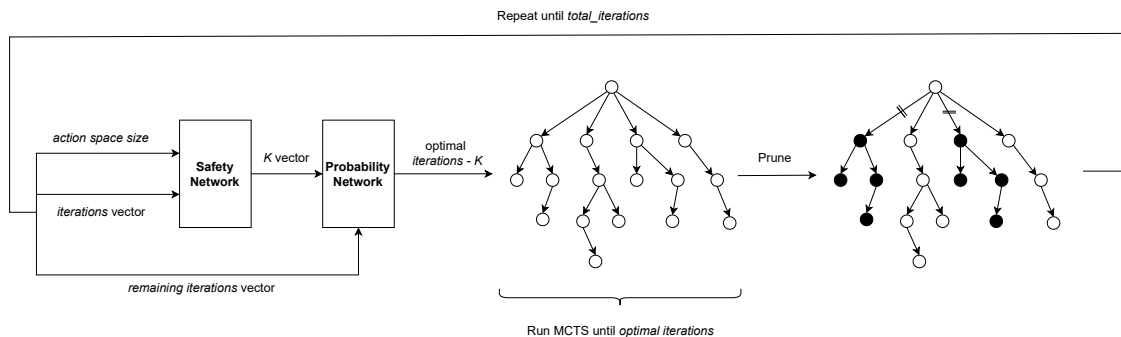 Repeat until total_iterations
action space size
iterations vector
remaining iterations vector
Safety
Network
K vector
Probability
Network
optimal
iterations - K
Run MCTS until optimal iterations
Prune